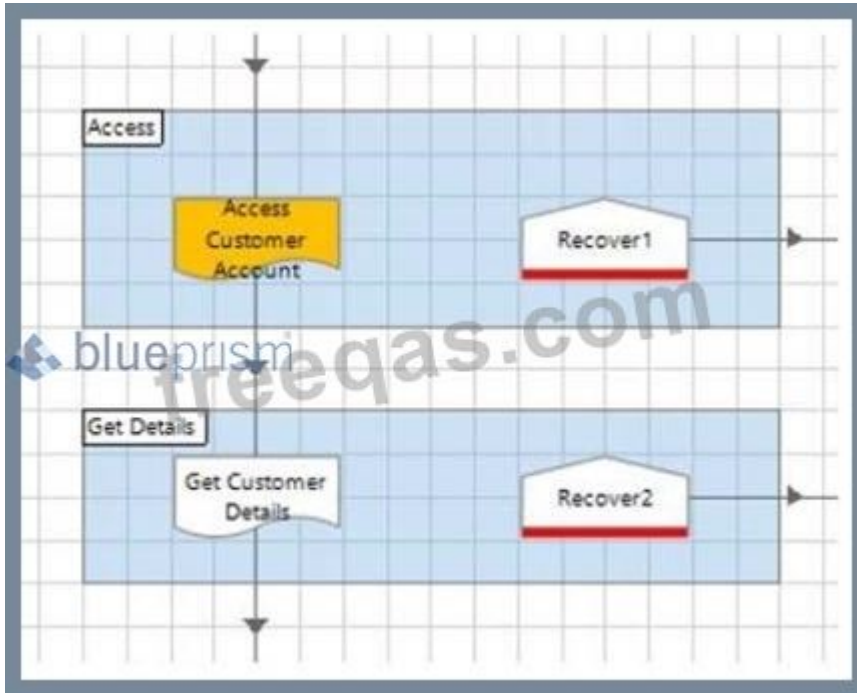 Access
Access
Customer
Account
Recover1
blueprism
freeqas.com
Get Details
Get Customer
Details
Recover2